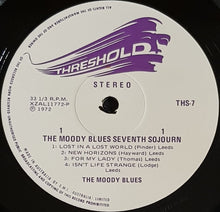 THRESHOLD
STEREO
33 1/3 R.P.M.
XZAL11772-P
Ⓟ 1972
THS-7
1 1
THE MOODY BLUES SEVENTH SOJOURN
1. LOST IN A LOST WORLD (Pinder) Leeds
2. NEW HORIZONS (Hayward) Leeds
3. FOR MY LADY (Thomas) Leeds
4. ISN'T LIFE STRANGE (Lodge)
Leeds
THE MOODY BLUES